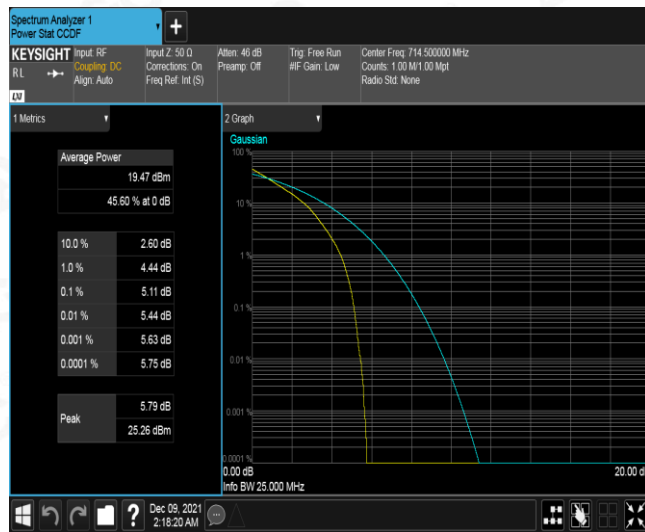 Spectrum Analyzer 1
Power Stat CCDF
+
KEYSIGHT
RL
LXI
Input: RF
Coupling: DC
Align: Auto
Input Z: 50 Ω
Corrections: On
Freq Ref: Int (S)
Atten: 46 dB
Preamp: Off
Trig: Free Run
#IF Gain: Low
Center Freq: 714.500000 MHz
Counts: 1.00 M/1.00 Mpt
Radio Std: None
1 Metrics
Average Power
19.47 dBm
45.60 % at 0 dB
10.0 % 2.60 dB
1.0 % 4.44 dB
0.1 % 5.11 dB
0.01 % 5.44 dB
0.001 % 5.63 dB
0.0001 % 5.75 dB
Peak
5.79 dB
25.26 dBm
2 Graph
Gaussian
100 %
10 %
1 %
0.1 %
0.01 %
0.001 %
0.0001 %
0.00 dB
20.00 d
Info BW 25.000 MHz
?
Dec 09, 2021
2:18:20 AM